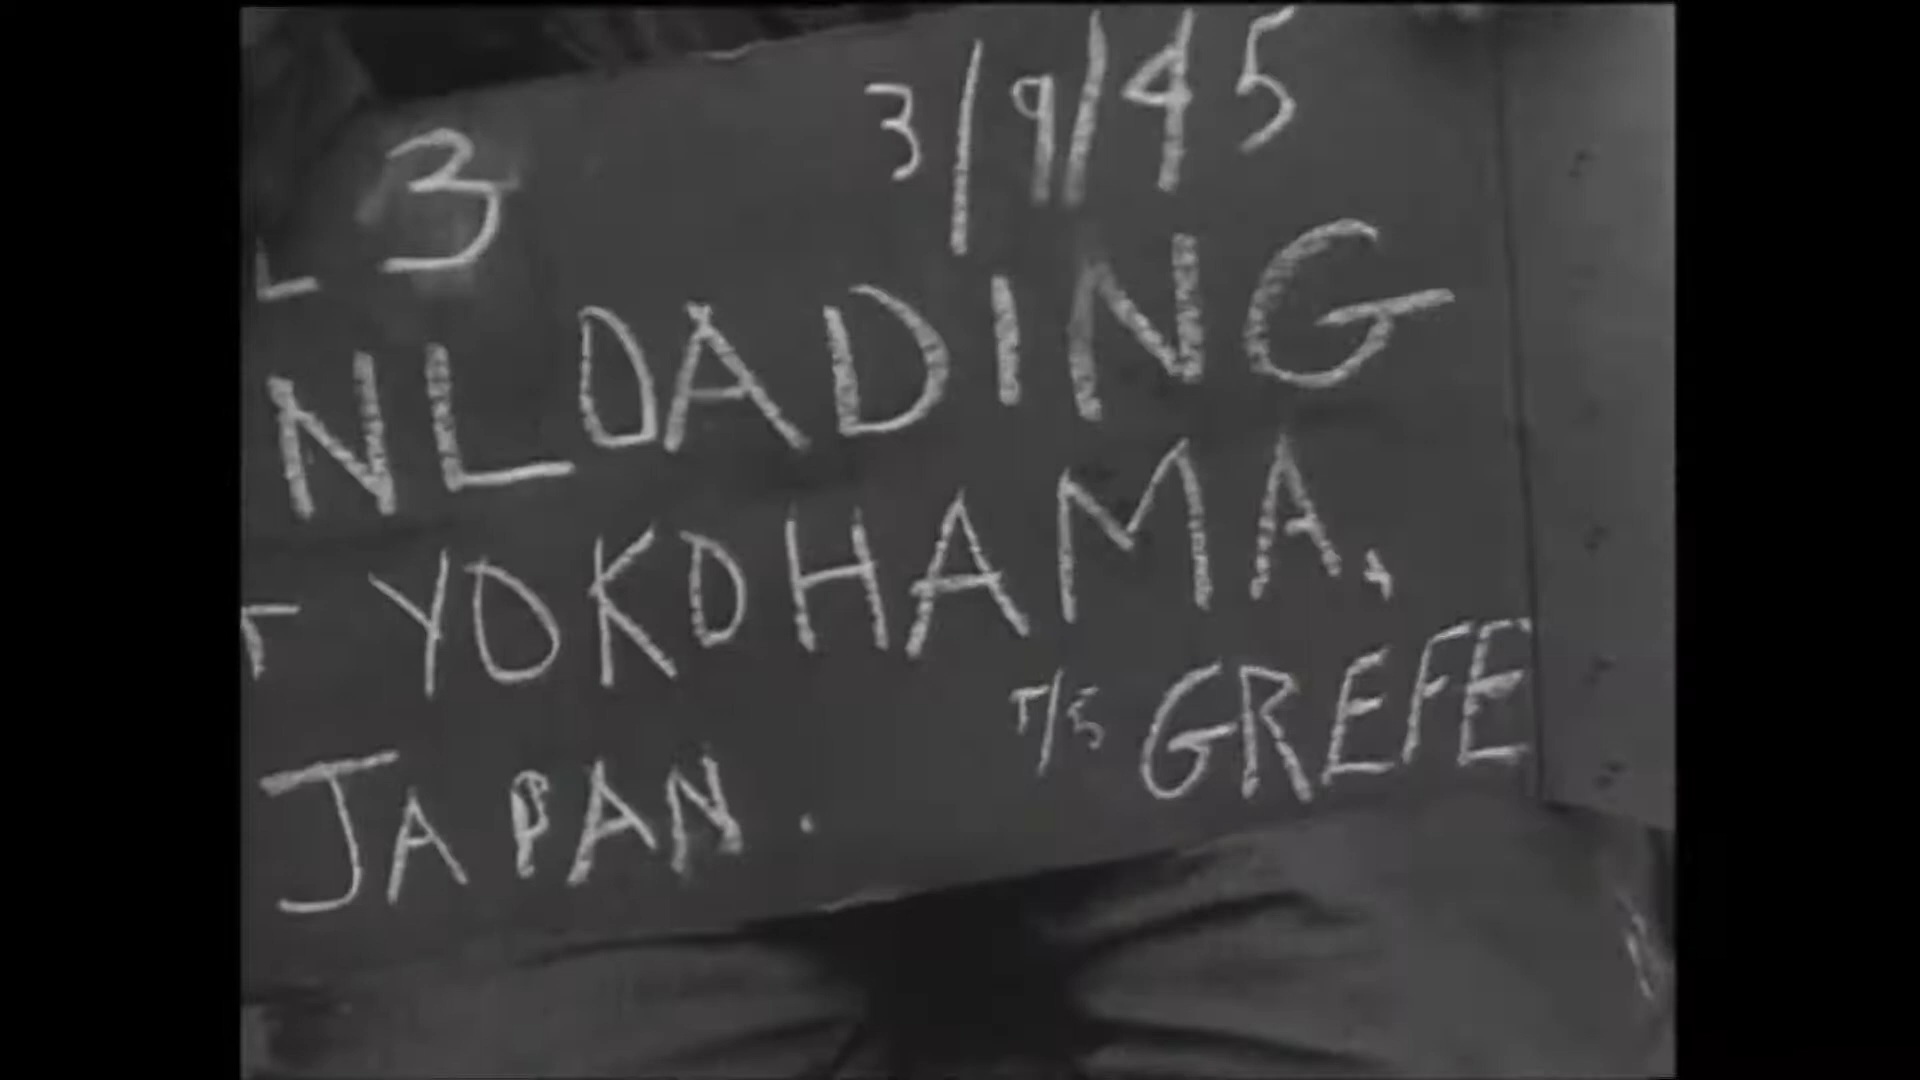 L 3 3/9/45
NLOADING
T YOKOHAMA,
T/5 GREFE
JAPAN.